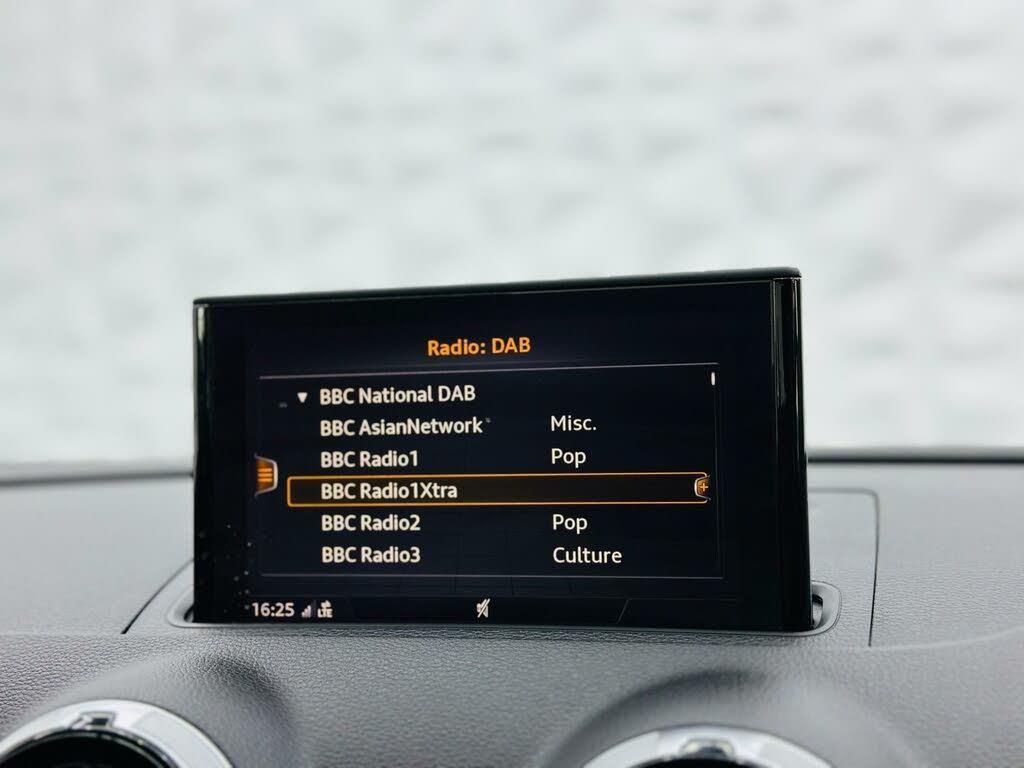 Radio: DAB
BBC National DAB
BBC AsianNetwork Misc.
BBC Radio1 Pop
BBC Radio1Xtra
BBC Radio2 Pop
BBC Radio3 Culture
16:25 LTE